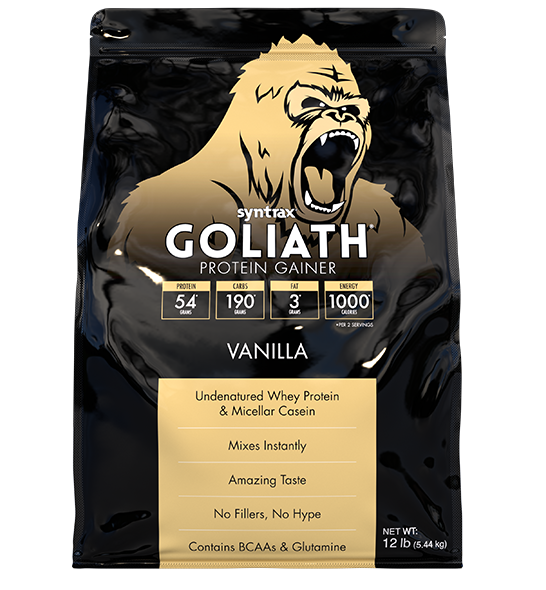 syntrax
GOLIATH®
PROTEIN GAINER
PROTEIN CARBS FAT ENERGY
54* 190* 3* 1000*
GRAMS GRAMS GRAMS CALORIES
*PER 2 SERVINGS
VANILLA
Undenatured Whey Protein
& Micellar Casein
Mixes Instantly
Amazing Taste
No Fillers, No Hype
Contains BCAAs & Glutamine
NET WT:
12 lb (5.44 kg)